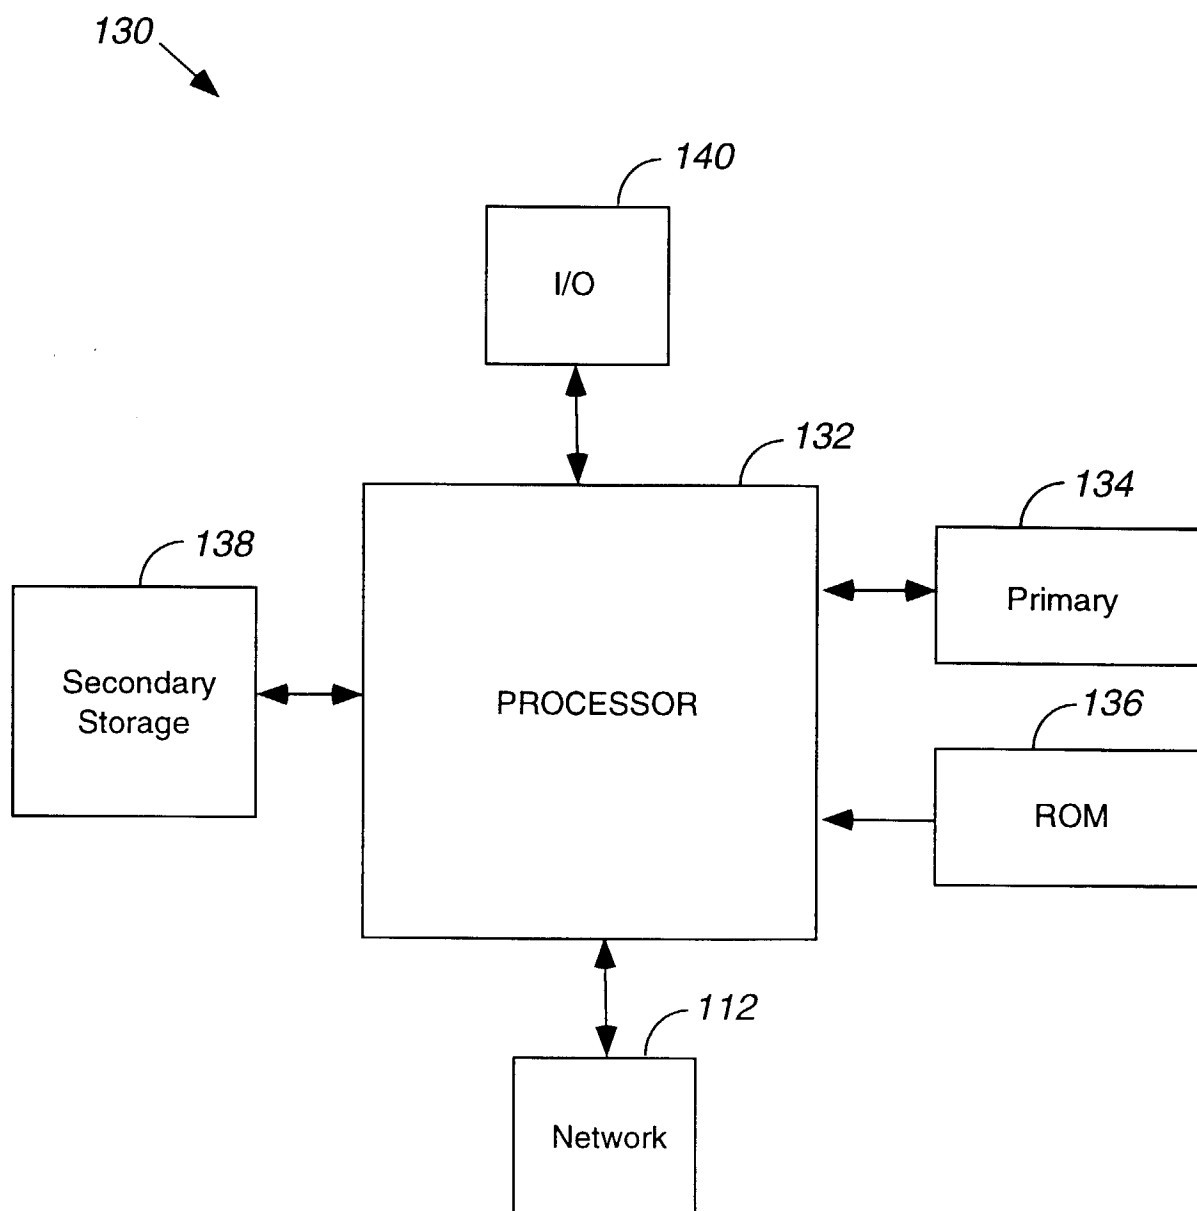 130
140
I/O
132
134
138
Primary
Secondary
Storage
PROCESSOR
136
ROM
112
Network